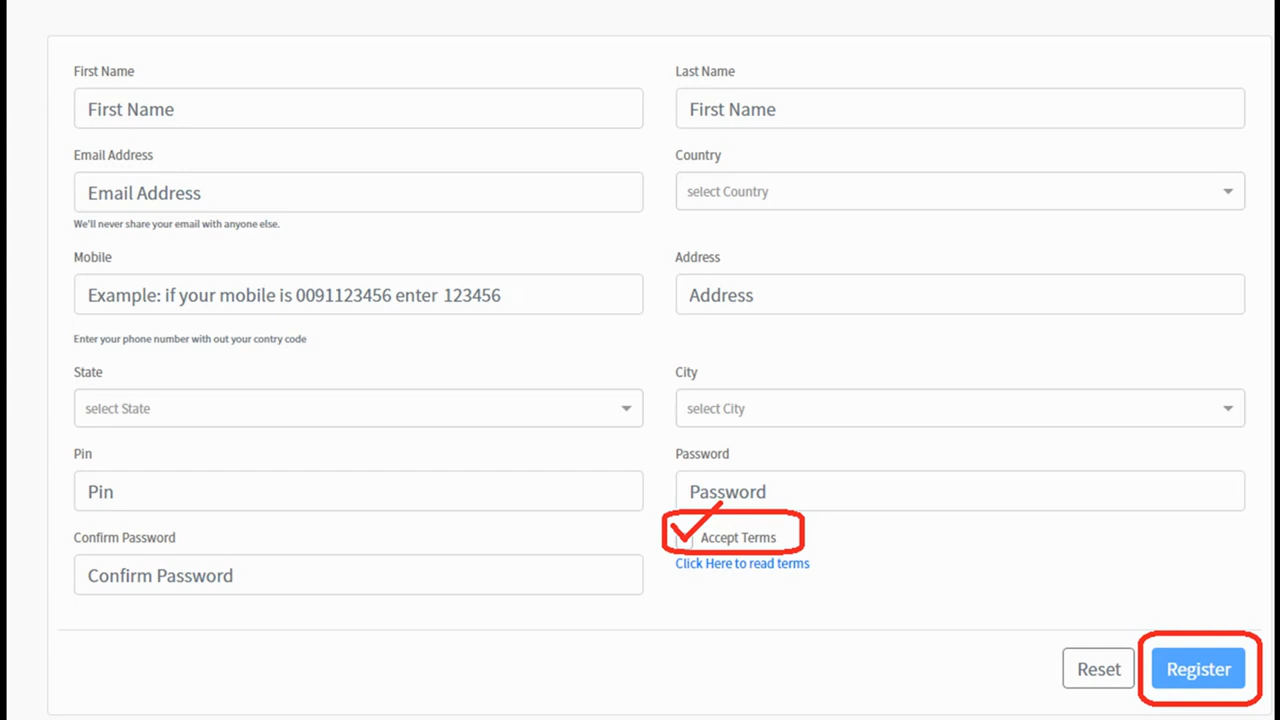 First Name
Last Name
First Name
First Name
Email Address
Country
Email Address
select Country
We'll never share your email with anyone else.
Mobile
Address
Example: if your mobile is 0091123456 enter 123456
Address
Enter your phone number with out your contry code
State
City
select State
select City
Pin
Password
Pin
Password
Confirm Password
Accept Terms
Confirm Password
Click Here to read terms
Reset
Register